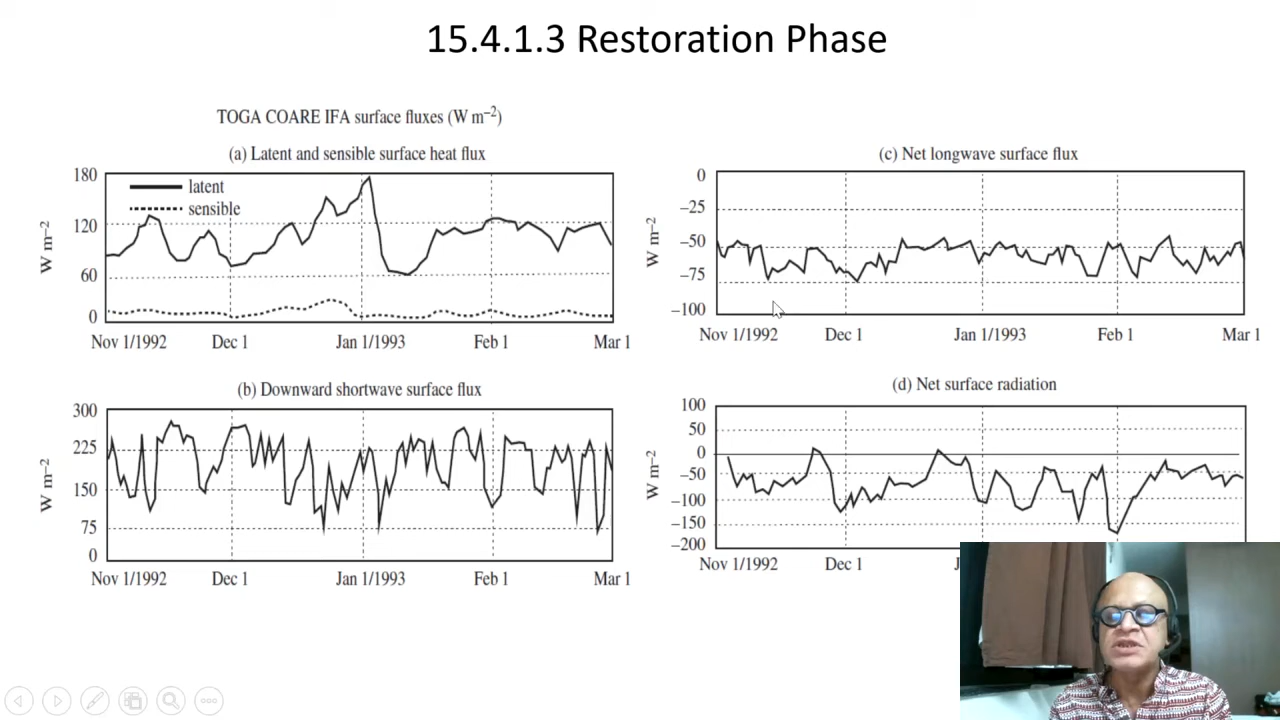 15.4.1.3 Restoration Phase
TOGA COARE IFA surface fluxes (W m⁻²)
(a) Latent and sensible surface heat flux
180
120
60
0
W m⁻²
latent
sensible
Nov 1/1992 Dec 1 Jan 1/1993 Feb 1 Mar 1
(b) Downward shortwave surface flux
300
225
150
75
0
W m⁻²
Nov 1/1992 Dec 1 Jan 1/1993 Feb 1 Mar 1
(c) Net longwave surface flux
0
−25
−50
−75
−100
W m⁻²
Nov 1/1992 Dec 1 Jan 1/1993 Feb 1 Mar 1
(d) Net surface radiation
100
50
0
−50
−100
−150
−200
W m⁻²
Nov 1/1992 Dec 1